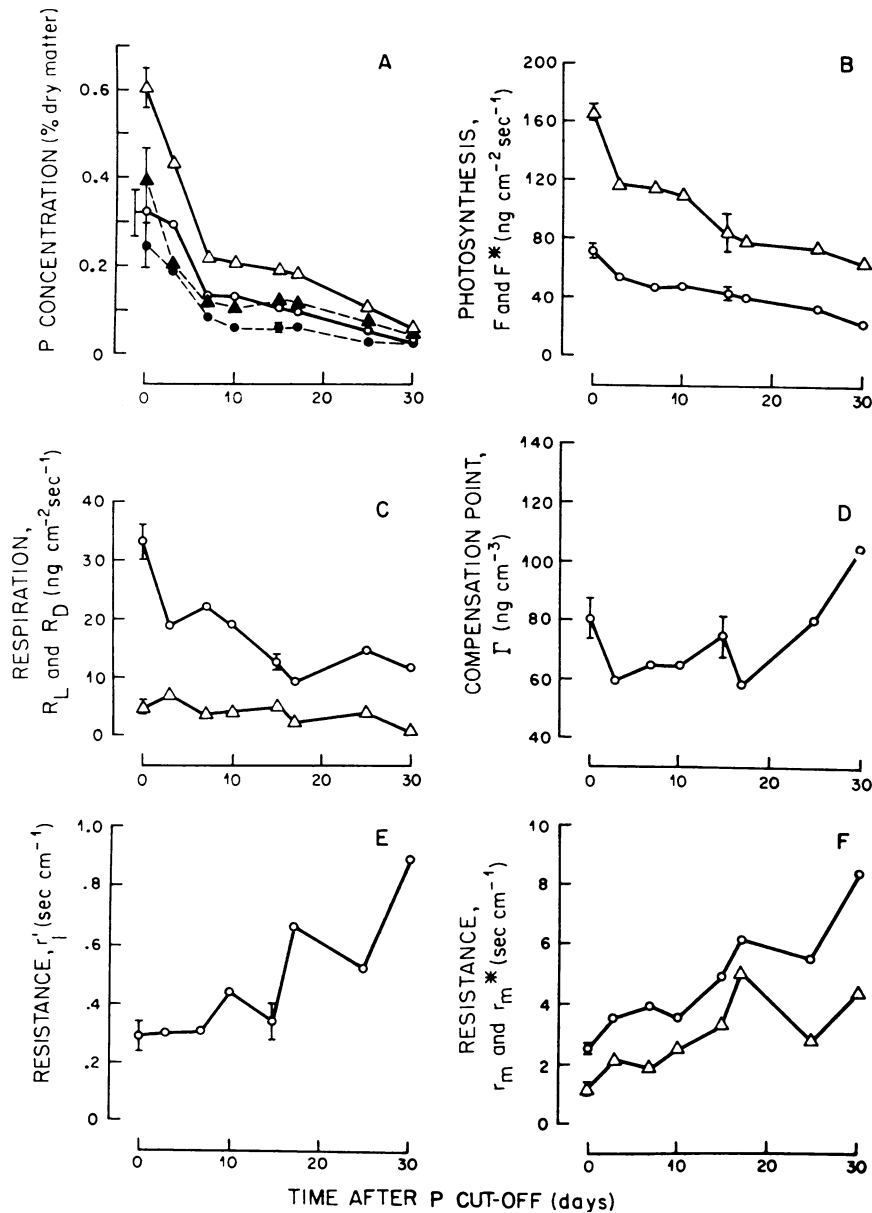 A
P CONCENTRATION (% dry matter)
0.6
0.4
0.2
0
0 10 20 30
B
PHOTOSYNTHESIS,
F and F* (ng cm⁻² sec⁻¹)
200
160
120
80
40
0
0 10 20 30
C
RESPIRATION,
R_L and R_D (ng cm⁻² sec⁻¹)
40
30
20
10
0
0 10 20 30
D
COMPENSATION POINT,
Γ (ng cm⁻³)
140
120
100
80
60
40
0 10 20 30
E
RESISTANCE, r'_l (sec cm⁻¹)
1.0
.8
.6
.4
.2
0
0 10 20 30
F
RESISTANCE,
r_m and r_m* (sec cm⁻¹)
8
6
4
2
0
0 10 20 30
TIME AFTER P CUT-OFF (days)